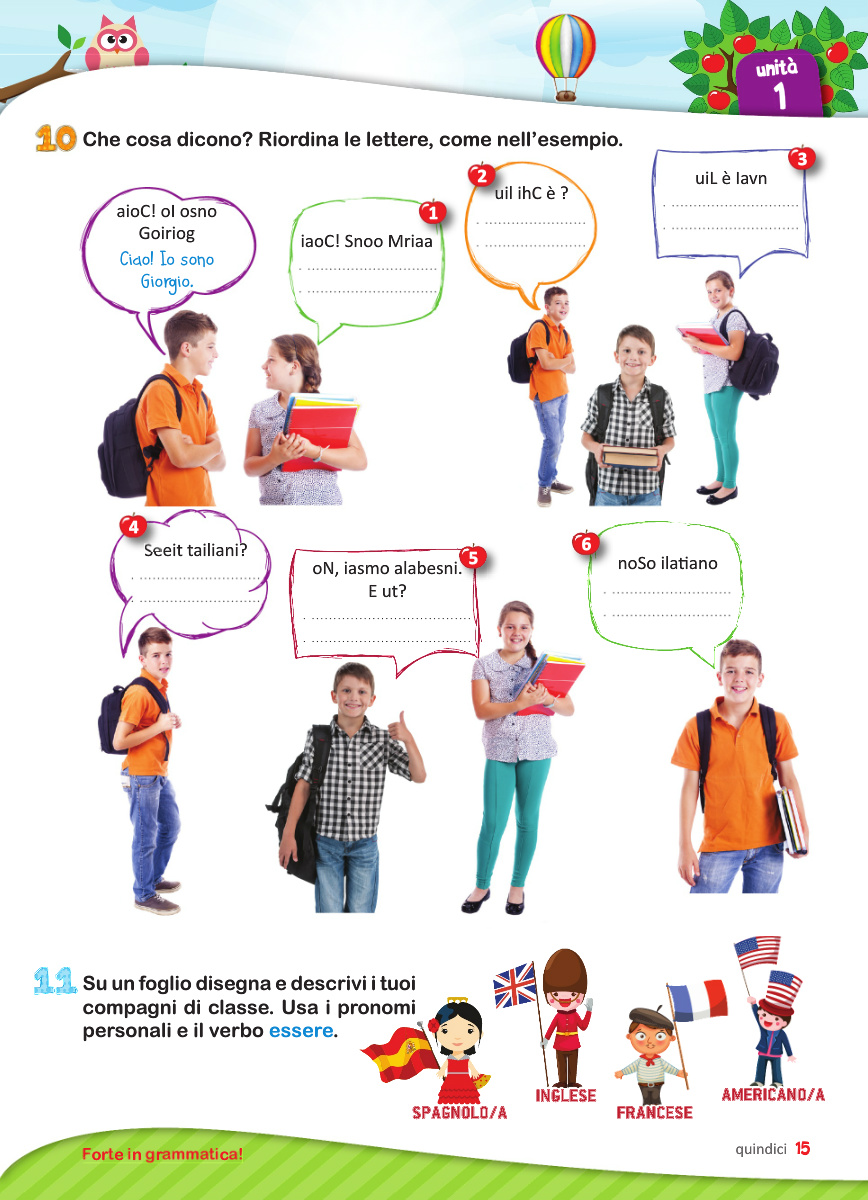 unità
1
10 Che cosa dicono? Riordina le lettere, come nell'esempio.
aioC! oI osno
Goiriog
Ciao! Io sono
Giorgio.
1
iaoC! Snoo Mriaa
2
uil ihC è ?
3
uiL è Iavn
4
Seeit tailiani?
5
oN, iasmo alabesni.
E ut?
6
noSo ilatiano
11 Su un foglio disegna e descrivi i tuoi
compagni di classe. Usa i pronomi
personali e il verbo essere.
SPAGNOLO/A
INGLESE
FRANCESE
AMERICANO/A
Forte in grammatica!
quindici 15